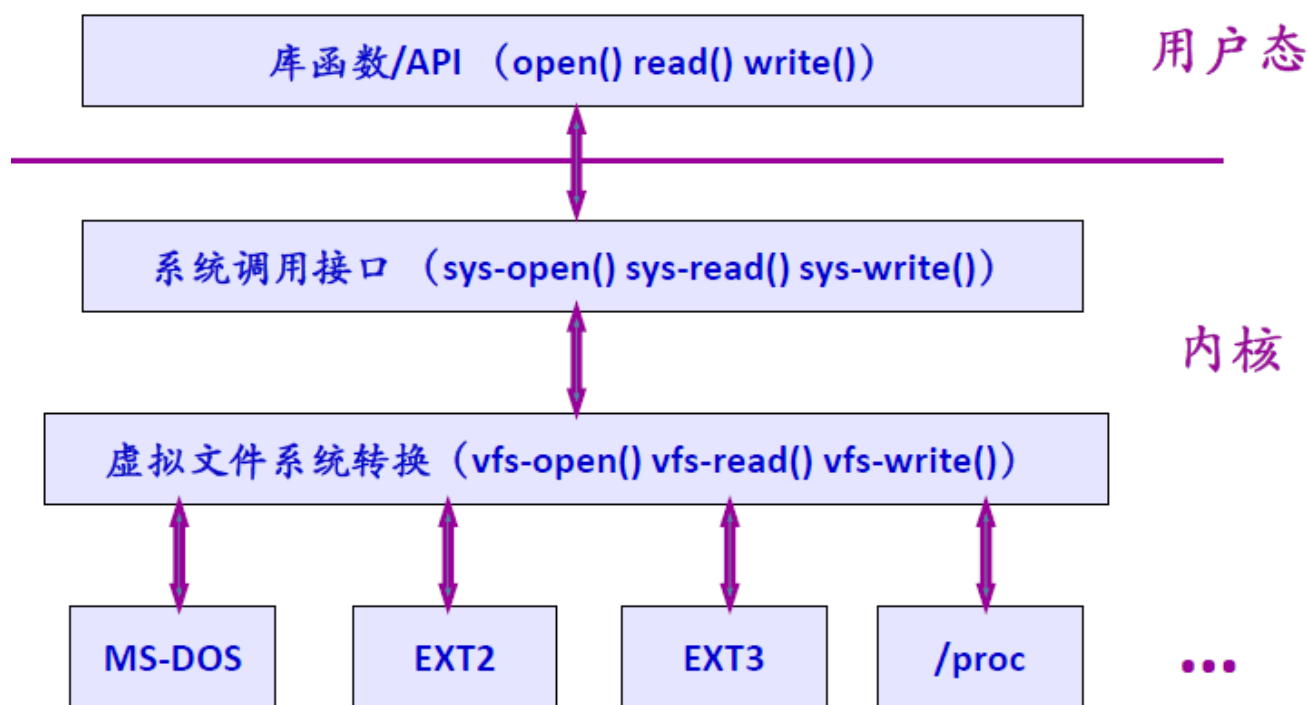 库函数/API （open() read() write()）
用户态
系统调用接口 （sys-open() sys-read() sys-write()）
内核
虚拟文件系统转换（vfs-open() vfs-read() vfs-write()）
MS-DOS
EXT2
EXT3
/proc
...